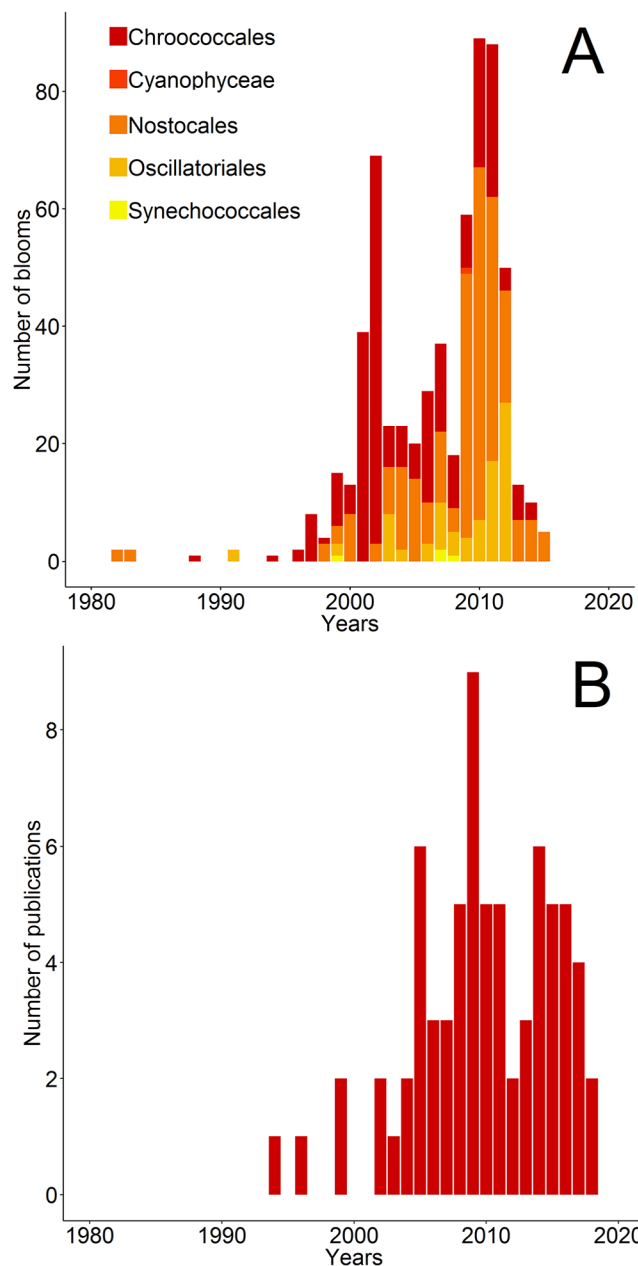 A
Chroococcales
Cyanophyceae
Nostocales
Oscillatoriales
Synechococcales
Number of blooms
80
60
40
20
0
1980 1990 2000 2010 2020
Years
B
Number of publications
8
6
4
2
0
1980 1990 2000 2010 2020
Years